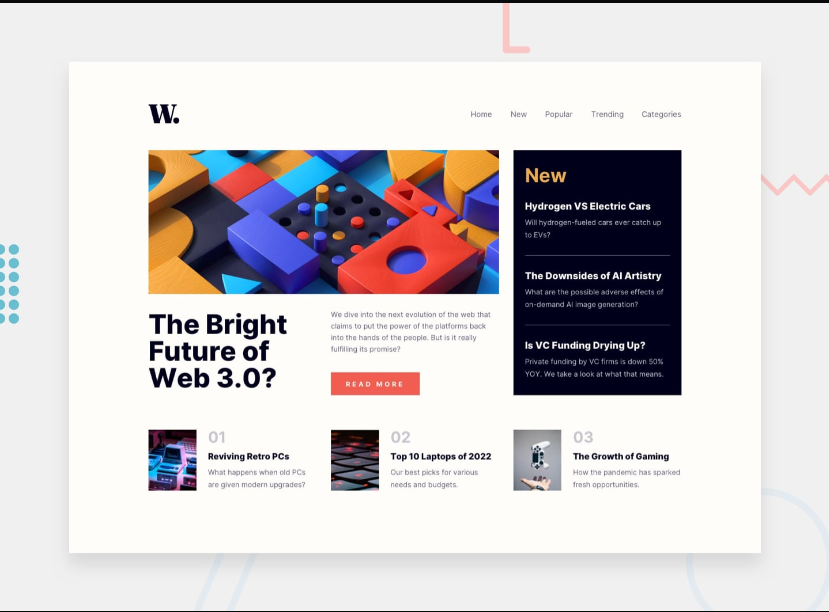 W.
Home New Popular Trending Categories
The Bright
Future of
Web 3.0?
We dive into the next evolution of the web that
claims to put the power of the platforms back
into the hands of the people. But is it really
fulfilling its promise?
READ MORE
New
Hydrogen VS Electric Cars
Will hydrogen-fueled cars ever catch up
to EVs?
The Downsides of AI Artistry
What are the possible adverse effects of
on-demand AI image generation?
Is VC Funding Drying Up?
Private funding by VC firms is down 50%
YOY. We take a look at what that means.
01
Reviving Retro PCs
What happens when old PCs
are given modern upgrades?
02
Top 10 Laptops of 2022
Our best picks for various
needs and budgets.
03
The Growth of Gaming
How the pandemic has sparked
fresh opportunities.